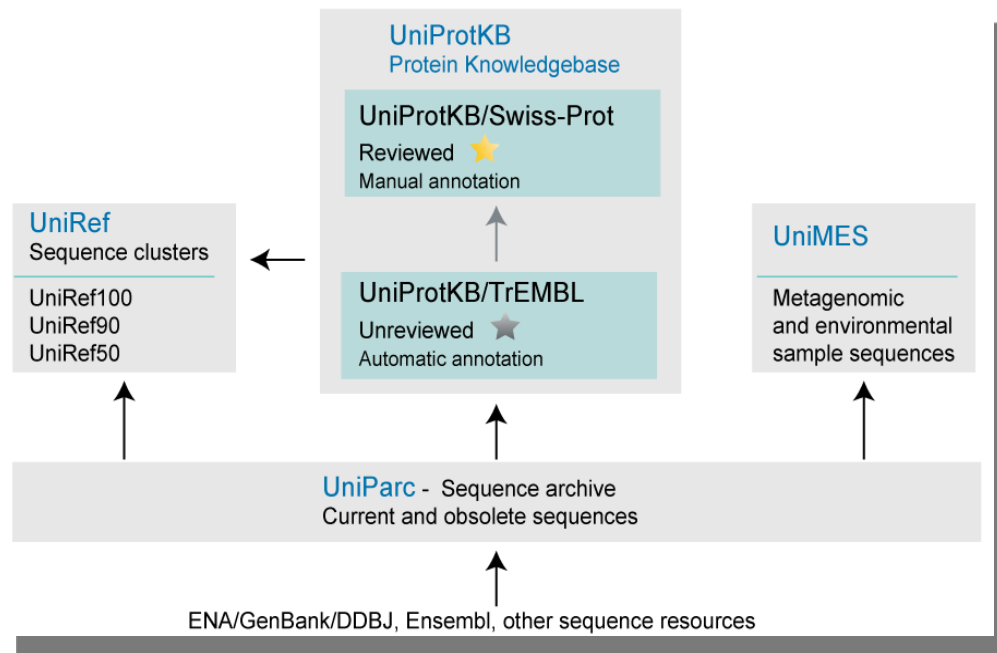 UniProtKB
Protein Knowledgebase
UniProtKB/Swiss-Prot
Reviewed
Manual annotation
UniRef
Sequence clusters
UniRef100
UniRef90
UniRef50
UniProtKB/TrEMBL
Unreviewed
Automatic annotation
UniMES
Metagenomic
and environmental
sample sequences
UniParc - Sequence archive
Current and obsolete sequences
ENA/GenBank/DDBJ, Ensembl, other sequence resources